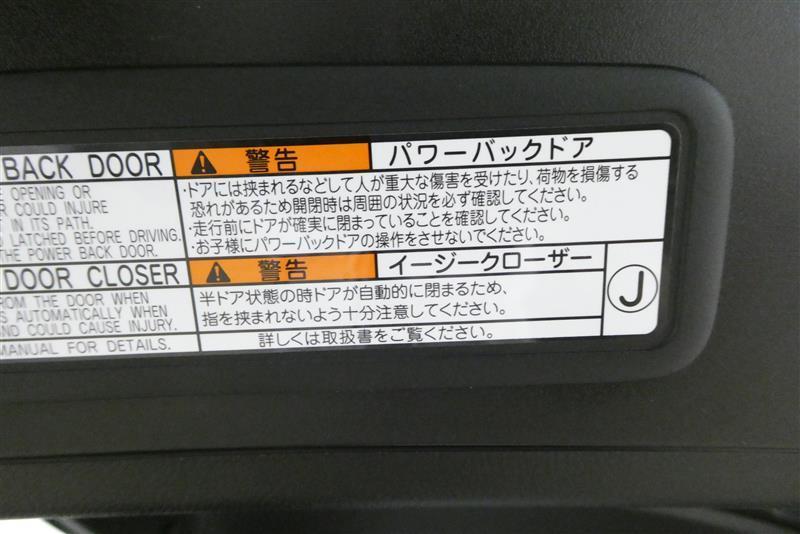 BACK DOOR
OPENING OR
COULD INJURE
IN ITS PATH.
LATCHED BEFORE DRIVING.
THE POWER BACK DOOR.
警告 パワーバックドア
・ドアには挟まれるなどして人が重大な傷害を受けたり、荷物を損傷する
恐れがあるため開閉時は周囲の状況を必ず確認してください。
・走行前にドアが確実に閉まっていることを確認してください。
・お子様にパワーバックドアの操作をさせないでください。
DOOR CLOSER
FROM THE DOOR WHEN
AUTOMATICALLY WHEN
AND COULD CAUSE INJURY.
MANUAL FOR DETAILS.
警告 イージークローザー
半ドア状態の時ドアが自動的に閉まるため、
指を挟まれないよう十分注意してください。
詳しくは取扱書をご覧ください。
J